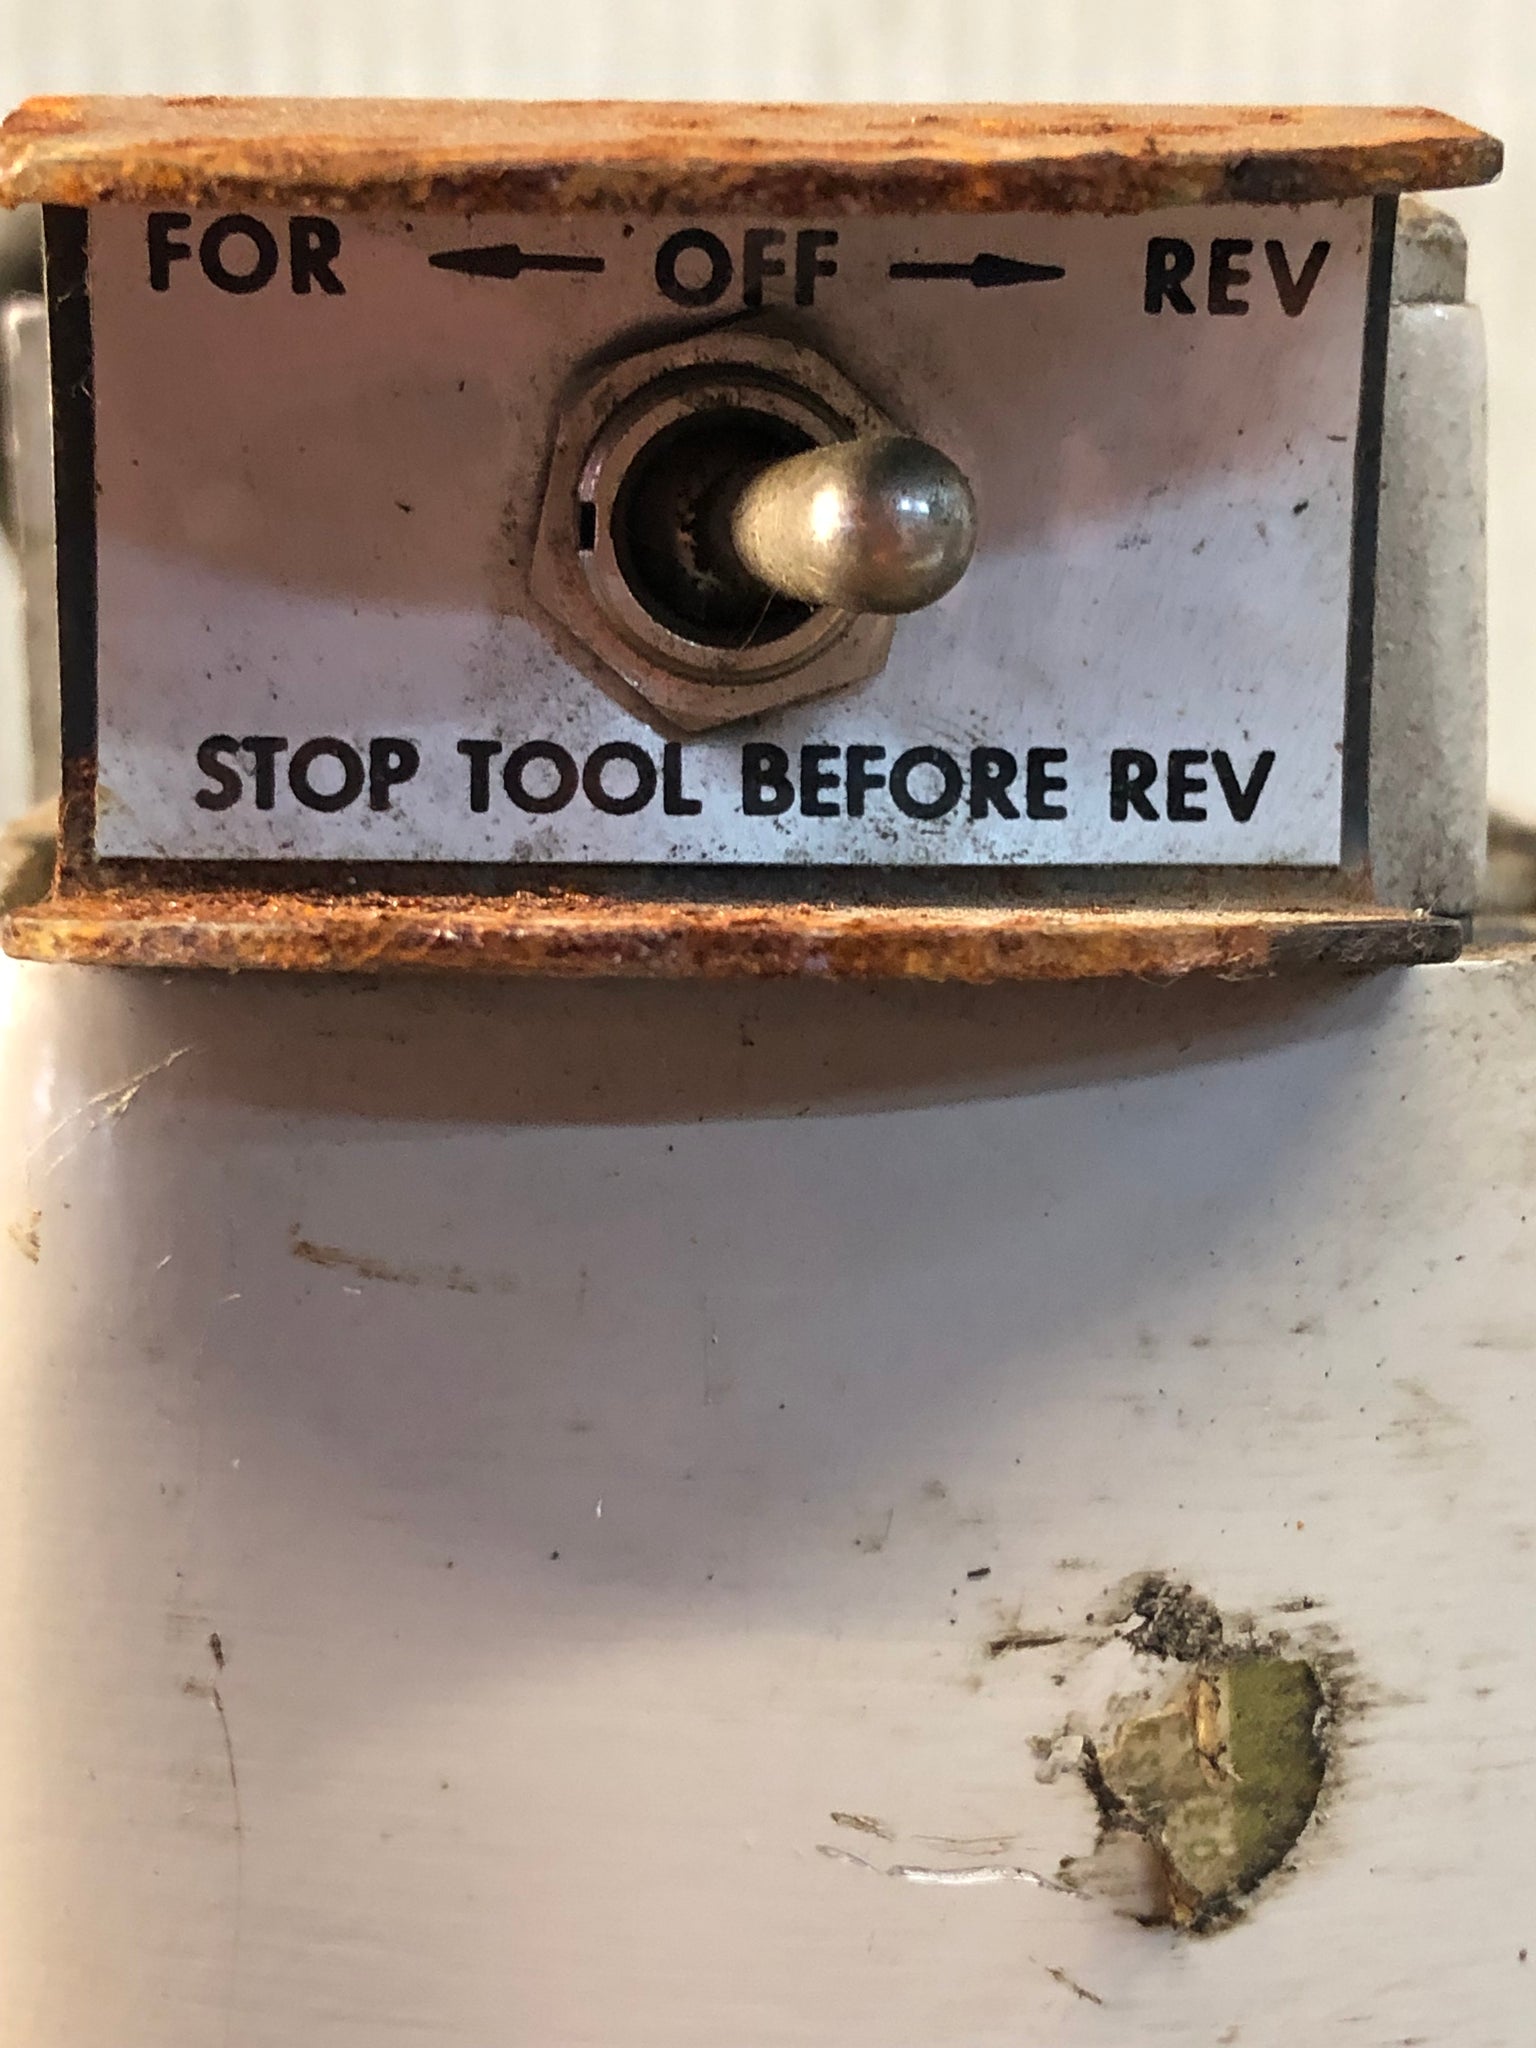 FOR ← OFF → REV
STOP TOOL BEFORE REV